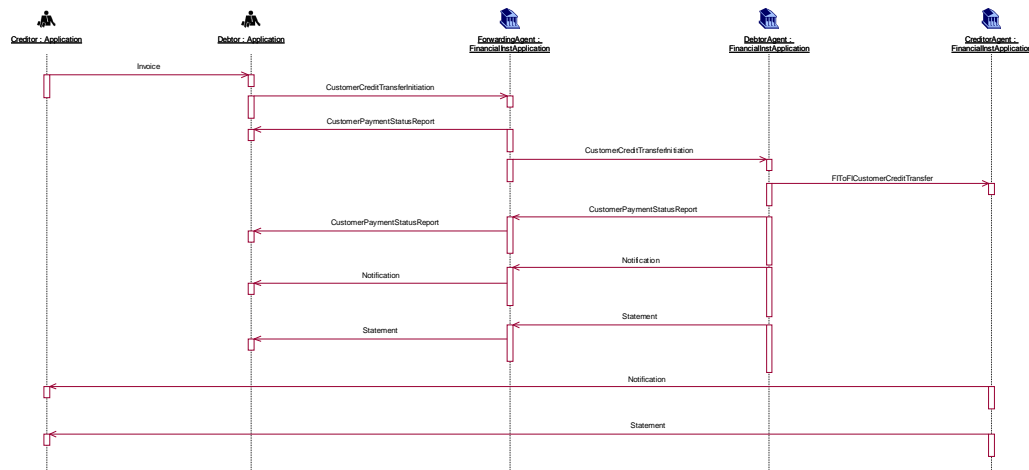 Creditor : Application
Debtor : Application
ForwardingAgent :
FinancialInstApplication
DebtorAgent :
FinancialInstApplication
CreditorAgent :
FinancialInstApplication
Invoice
CustomerCreditTransferInitiation
CustomerPaymentStatusReport
CustomerCreditTransferInitiation
FIToFICustomerCreditTransfer
CustomerPaymentStatusReport
CustomerPaymentStatusReport
Notification
Notification
Statement
Statement
Notification
Statement